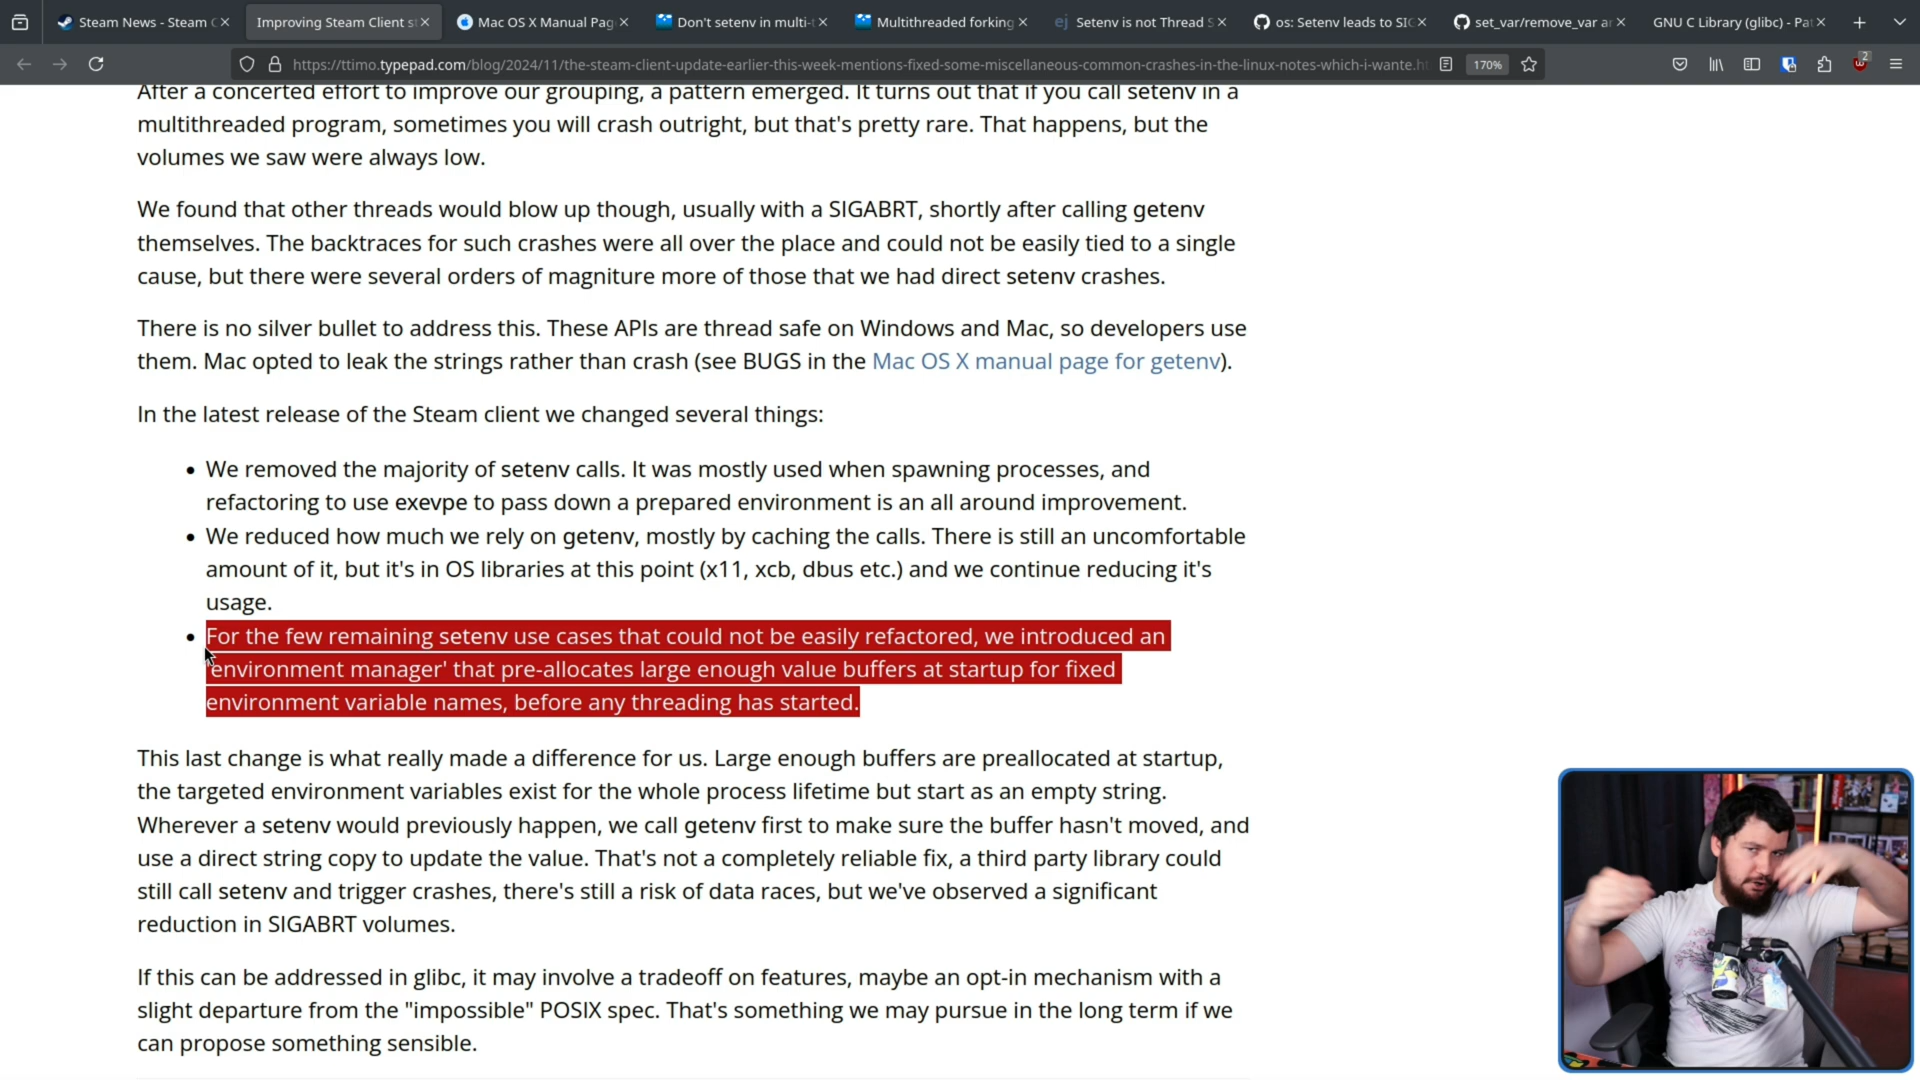 Steam News - Steam C
Improving Steam Client st
Mac OS X Manual Pag
Don't setenv in multi-t
Multithreaded forking
Setenv is not Thread S
os: Setenv leads to SIG
set_var/remove_var ar
GNU C Library (glibc) - Pat
https://ttimo.typepad.com/blog/2024/11/the-steam-client-update-earlier-this-week-mentions-fixed-some-miscellaneous-common-crashes-in-the-linux-notes-which-i-wante.ht
170%
2
After a concerted effort to improve our grouping, a pattern emerged. It turns out that if you call setenv in a
multithreaded program, sometimes you will crash outright, but that's pretty rare. That happens, but the
volumes we saw were always low.
We found that other threads would blow up though, usually with a SIGABRT, shortly after calling getenv
themselves. The backtraces for such crashes were all over the place and could not be easily tied to a single
cause, but there were several orders of magniture more of those that we had direct setenv crashes.
There is no silver bullet to address this. These APIs are thread safe on Windows and Mac, so developers use
them. Mac opted to leak the strings rather than crash (see BUGS in the Mac OS X manual page for getenv).
In the latest release of the Steam client we changed several things:
• We removed the majority of setenv calls. It was mostly used when spawning processes, and
refactoring to use exevpe to pass down a prepared environment is an all around improvement.
• We reduced how much we rely on getenv, mostly by caching the calls. There is still an uncomfortable
amount of it, but it's in OS libraries at this point (x11, xcb, dbus etc.) and we continue reducing it's
usage.
• For the few remaining setenv use cases that could not be easily refactored, we introduced an
'environment manager' that pre-allocates large enough value buffers at startup for fixed
environment variable names, before any threading has started.
This last change is what really made a difference for us. Large enough buffers are preallocated at startup,
the targeted environment variables exist for the whole process lifetime but start as an empty string.
Wherever a setenv would previously happen, we call getenv first to make sure the buffer hasn't moved, and
use a direct string copy to update the value. That's not a completely reliable fix, a third party library could
still call setenv and trigger crashes, there's still a risk of data races, but we've observed a significant
reduction in SIGABRT volumes.
If this can be addressed in glibc, it may involve a tradeoff on features, maybe an opt-in mechanism with a
slight departure from the "impossible" POSIX spec. That's something we may pursue in the long term if we
can propose something sensible.